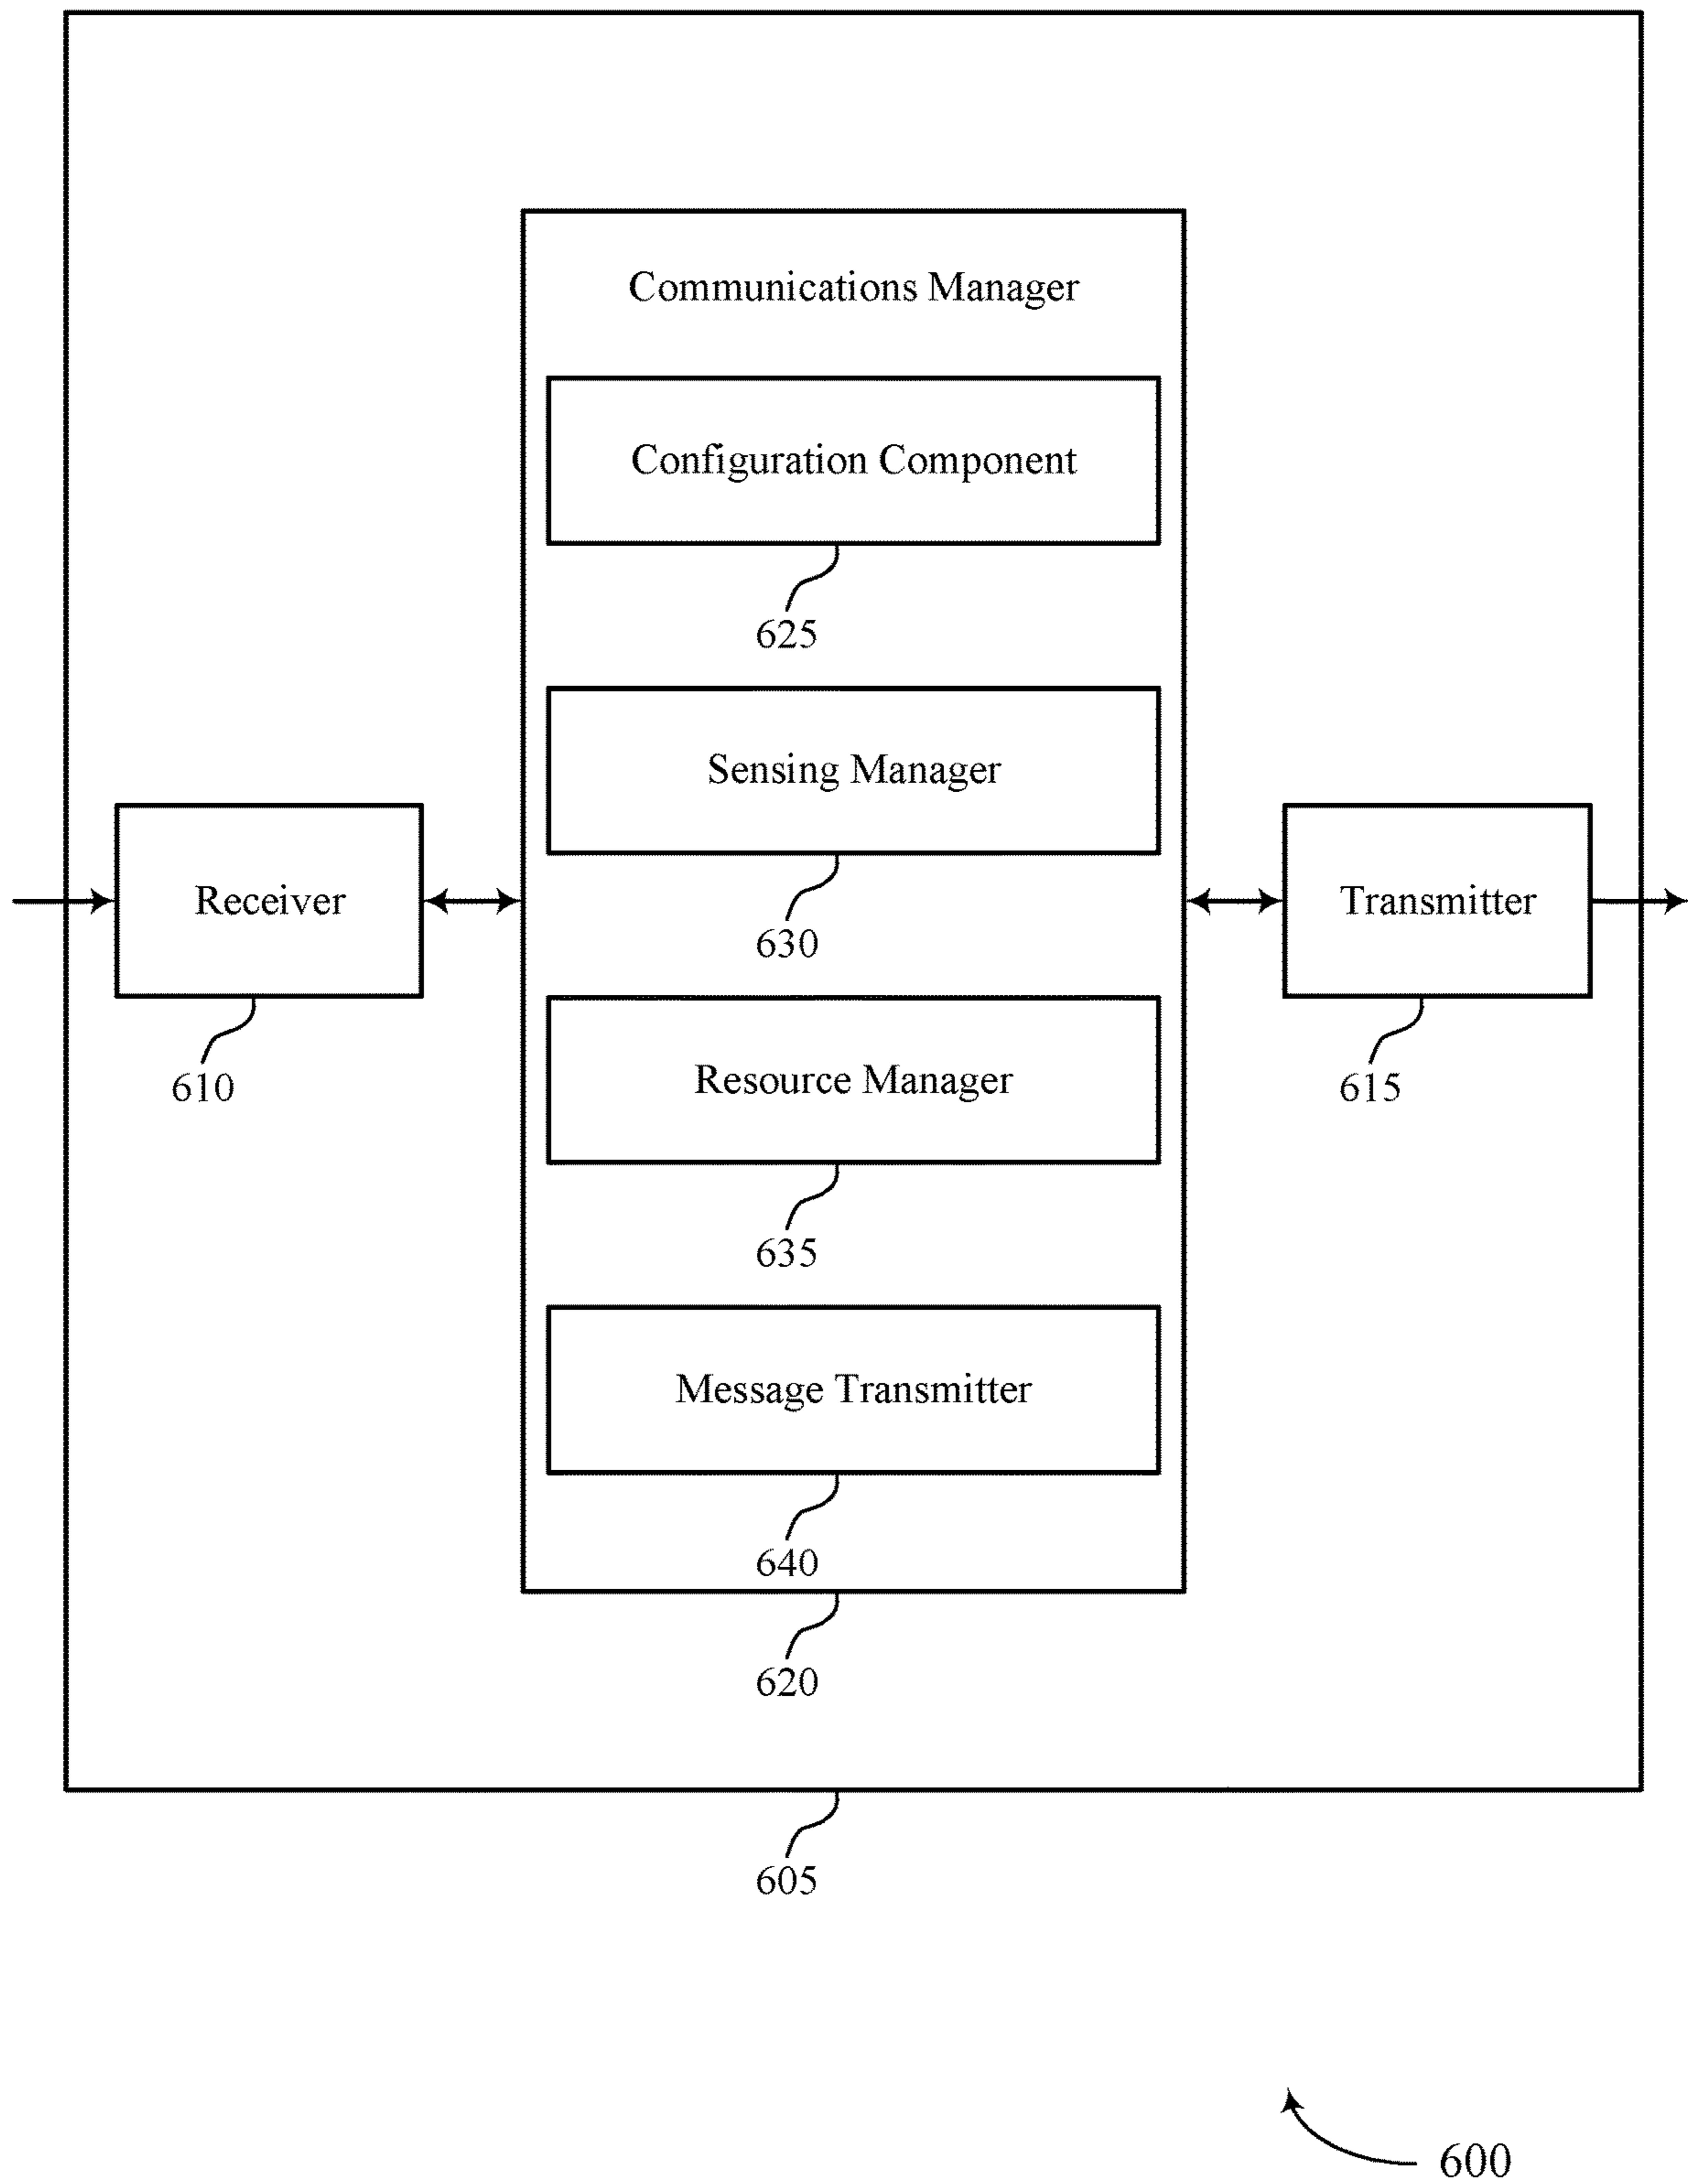 Communications Manager
Configuration Component
625
Sensing Manager
630
Receiver
610
Transmitter
615
Resource Manager
635
Message Transmitter
640
620
605
600